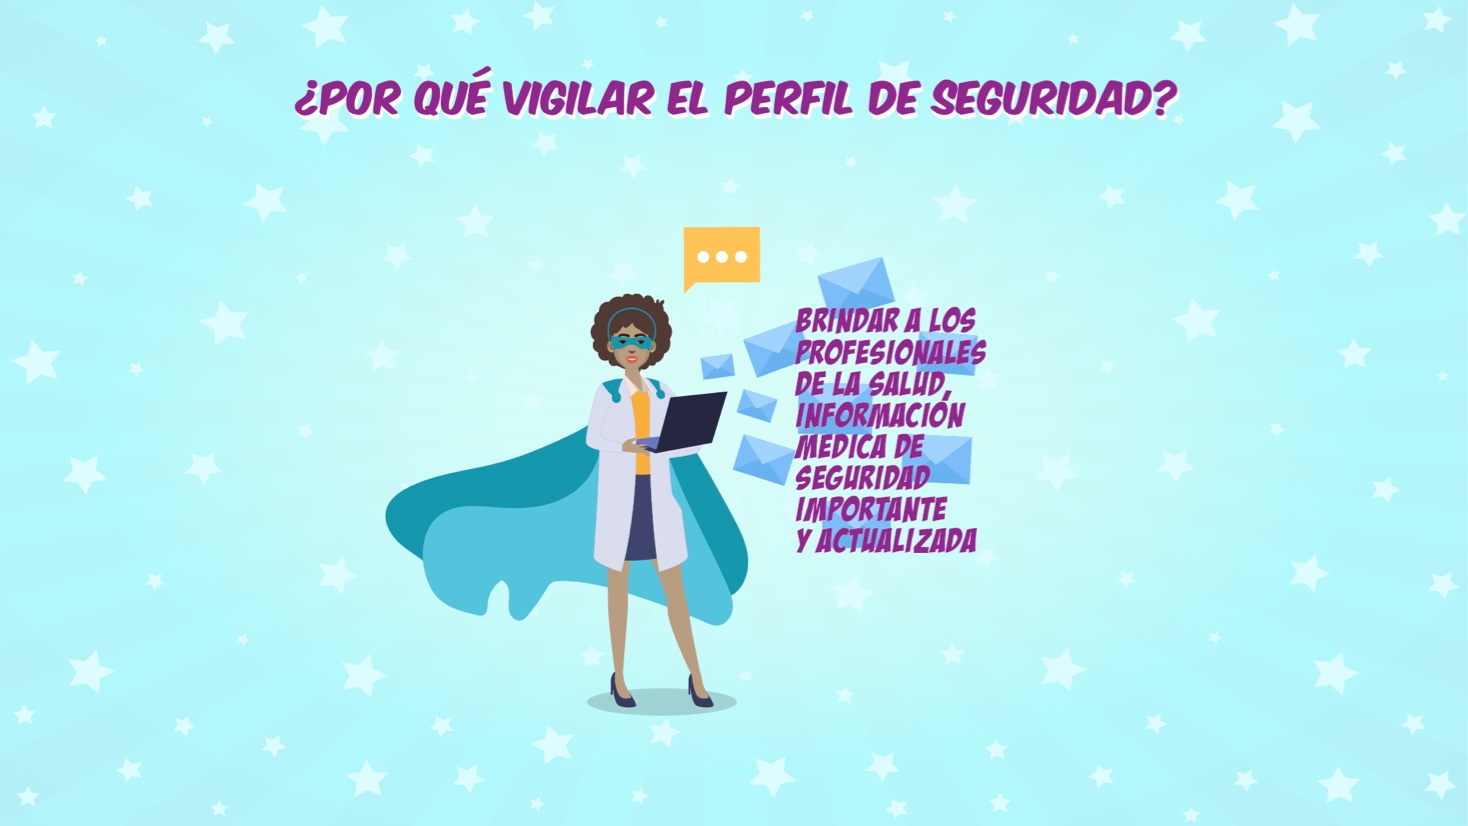 ¿POR QUÉ VIGILAR EL PERFIL DE SEGURIDAD?
BRINDAR A LOS
PROFESIONALES
DE LA SALUD,
INFORMACIÓN
MEDICA DE
SEGURIDAD
IMPORTANTE
Y ACTUALIZADA